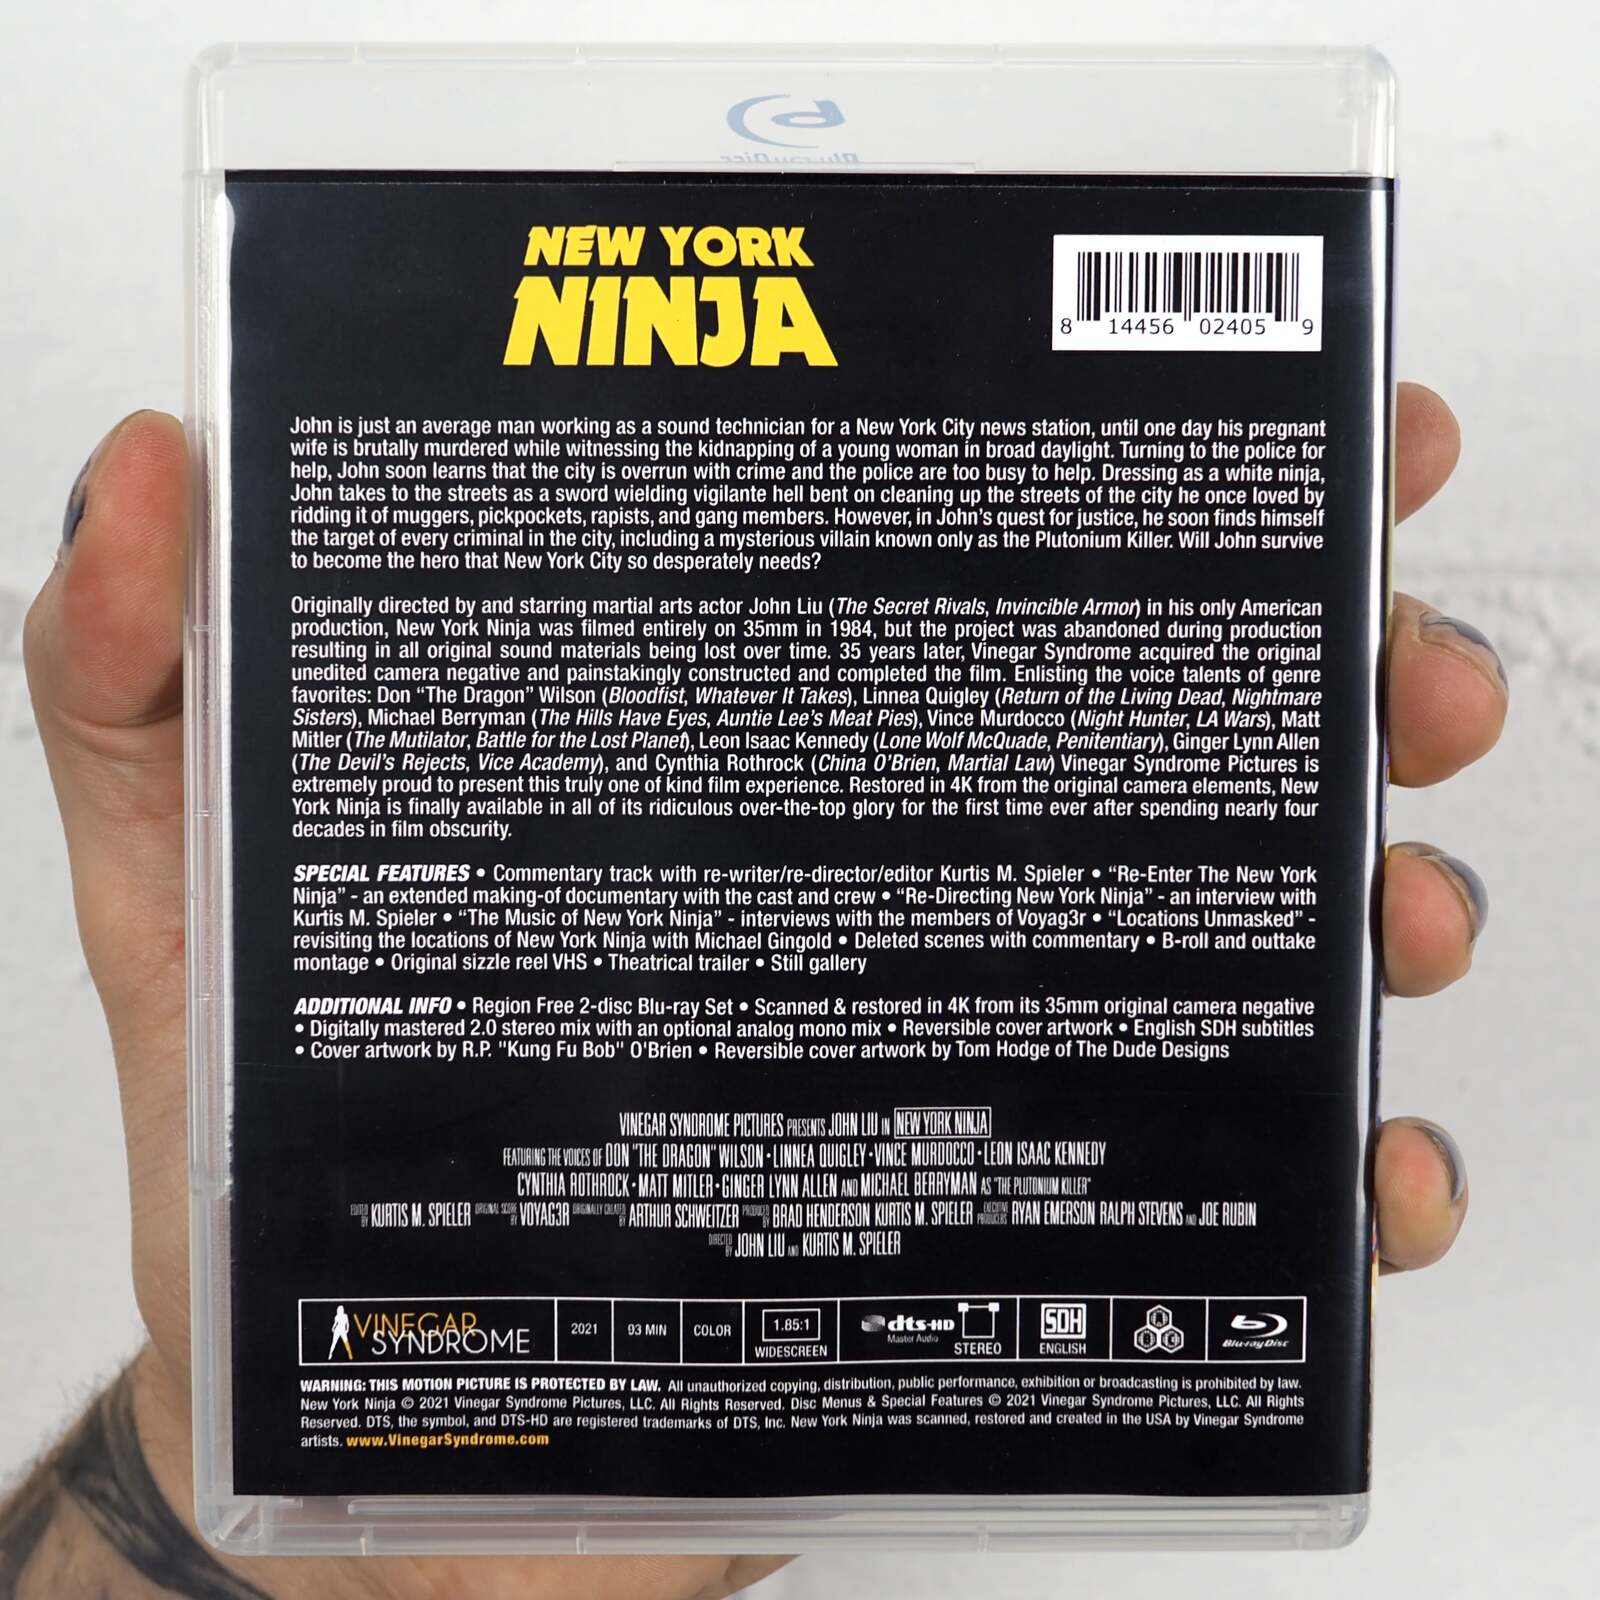 Blu-ray Disc
NEW YORK
NINJA
8 14456 02405 9
John is just an average man working as a sound technician for a New York City news station, until one day his pregnant
wife is brutally murdered while witnessing the kidnapping of a young woman in broad daylight. Turning to the police for
help, John soon learns that the city is overrun with crime and the police are too busy to help. Dressing as a white ninja,
John takes to the streets as a sword wielding vigilante hell bent on cleaning up the streets of the city he once loved by
ridding it of muggers, pickpockets, rapists, and gang members. However, in John's quest for justice, he soon finds himself
the target of every criminal in the city, including a mysterious villain known only as the Plutonium Killer. Will John survive
to become the hero that New York City so desperately needs?
Originally directed by and starring martial arts actor John Liu (The Secret Rivals, Invincible Armor) in his only American
production, New York Ninja was filmed entirely on 35mm in 1984, but the project was abandoned during production
resulting in all original sound materials being lost over time. 35 years later, Vinegar Syndrome acquired the original
unedited camera negative and painstakingly constructed and completed the film. Enlisting the voice talents of genre
favorites: Don “The Dragon” Wilson (Bloodfist, Whatever It Takes), Linnea Quigley (Return of the Living Dead, Nightmare
Sisters), Michael Berryman (The Hills Have Eyes, Auntie Lee's Meat Pies), Vince Murdocco (Night Hunter, LA Wars), Matt
Mitler (The Mutilator, Battle for the Lost Planet), Leon Isaac Kennedy (Lone Wolf McQuade, Penitentiary), Ginger Lynn Allen
(The Devil's Rejects, Vice Academy), and Cynthia Rothrock (China O'Brien, Martial Law) Vinegar Syndrome Pictures is
extremely proud to present this truly one of kind film experience. Restored in 4K from the original camera elements, New
York Ninja is finally available in all of its ridiculous over-the-top glory for the first time ever after spending nearly four
decades in film obscurity.
SPECIAL FEATURES • Commentary track with re-writer/re-director/editor Kurtis M. Spieler • “Re-Enter The New York
Ninja” - an extended making-of documentary with the cast and crew • “Re-Directing New York Ninja” - an interview with
Kurtis M. Spieler • “The Music of New York Ninja” - interviews with the members of Voyag3r • “Locations Unmasked” -
revisiting the locations of New York Ninja with Michael Gingold • Deleted scenes with commentary • B-roll and outtake
montage • Original sizzle reel VHS • Theatrical trailer • Still gallery
ADDITIONAL INFO • Region Free 2-disc Blu-ray Set • Scanned & restored in 4K from its 35mm original camera negative
• Digitally mastered 2.0 stereo mix with an optional analog mono mix • Reversible cover artwork • English SDH subtitles
• Cover artwork by R.P. "Kung Fu Bob" O'Brien • Reversible cover artwork by Tom Hodge of The Dude Designs
VINEGAR SYNDROME PICTURES PRESENTS JOHN LIU IN NEW YORK NINJA
FEATURING THE VOICES OF DON "THE DRAGON" WILSON • LINNEA QUIGLEY • VINCE MURDOCCO • LEON ISAAC KENNEDY
CYNTHIA ROTHROCK • MATT MITLER • GINGER LYNN ALLEN AND MICHAEL BERRYMAN AS "THE PLUTONIUM KILLER"
EDITED BY KURTIS M. SPIELER ORIGINAL SCORE BY VOYAG3R ORIGINALLY CREATED BY ARTHUR SCHWEITZER PRODUCED BY BRAD HENDERSON KURTIS M. SPIELER EXECUTIVE PRODUCERS RYAN EMERSON RALPH STEVENS AND JOE RUBIN
DIRECTED BY JOHN LIU AND KURTIS M. SPIELER
VINEGAR SYNDROME 2021 93 MIN COLOR 1.85:1 WIDESCREEN dts-HD Master Audio STEREO SDH ENGLISH A B C Blu-ray Disc
WARNING: THIS MOTION PICTURE IS PROTECTED BY LAW. All unauthorized copying, distribution, public performance, exhibition or broadcasting is prohibited by law.
New York Ninja © 2021 Vinegar Syndrome Pictures, LLC. All Rights Reserved. Disc Menus & Special Features © 2021 Vinegar Syndrome Pictures, LLC. All Rights
Reserved. DTS, the symbol, and DTS-HD are registered trademarks of DTS, Inc. New York Ninja was scanned, restored and created in the USA by Vinegar Syndrome
artists. www.VinegarSyndrome.com